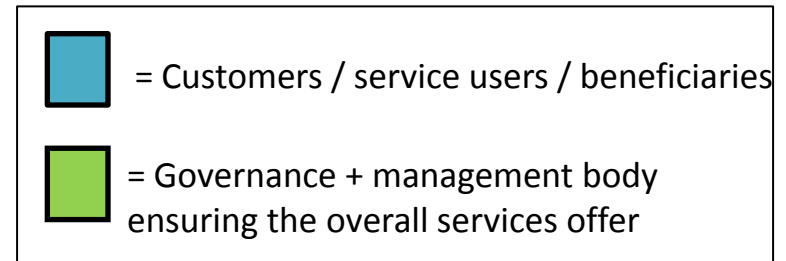 = Customers / service users / beneficiaries
= Governance + management body
ensuring the overall services offer